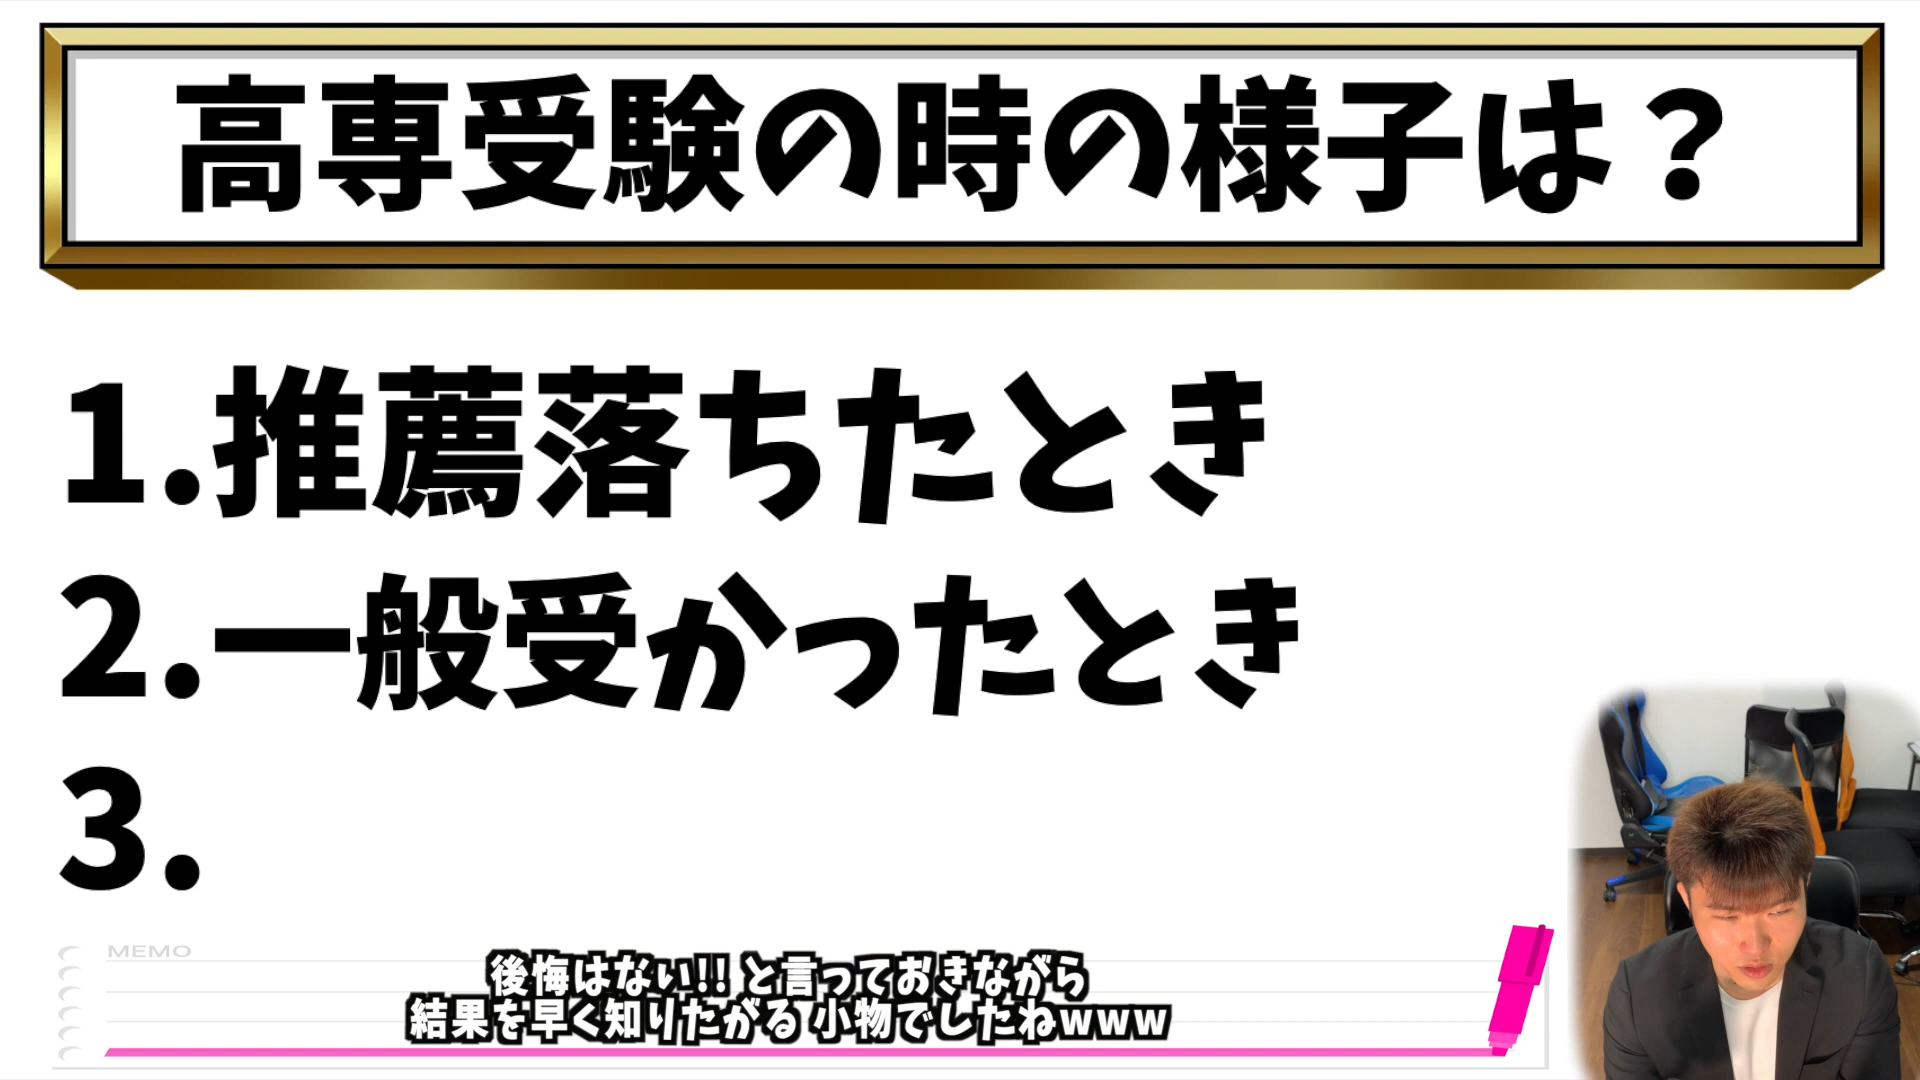 高専受験の時の様子は？
1.推薦落ちたとき
2.一般受かったとき
3.
MEMO
後悔はない!!と言っておきながら
結果を早く知りたがる小物でしたねwww